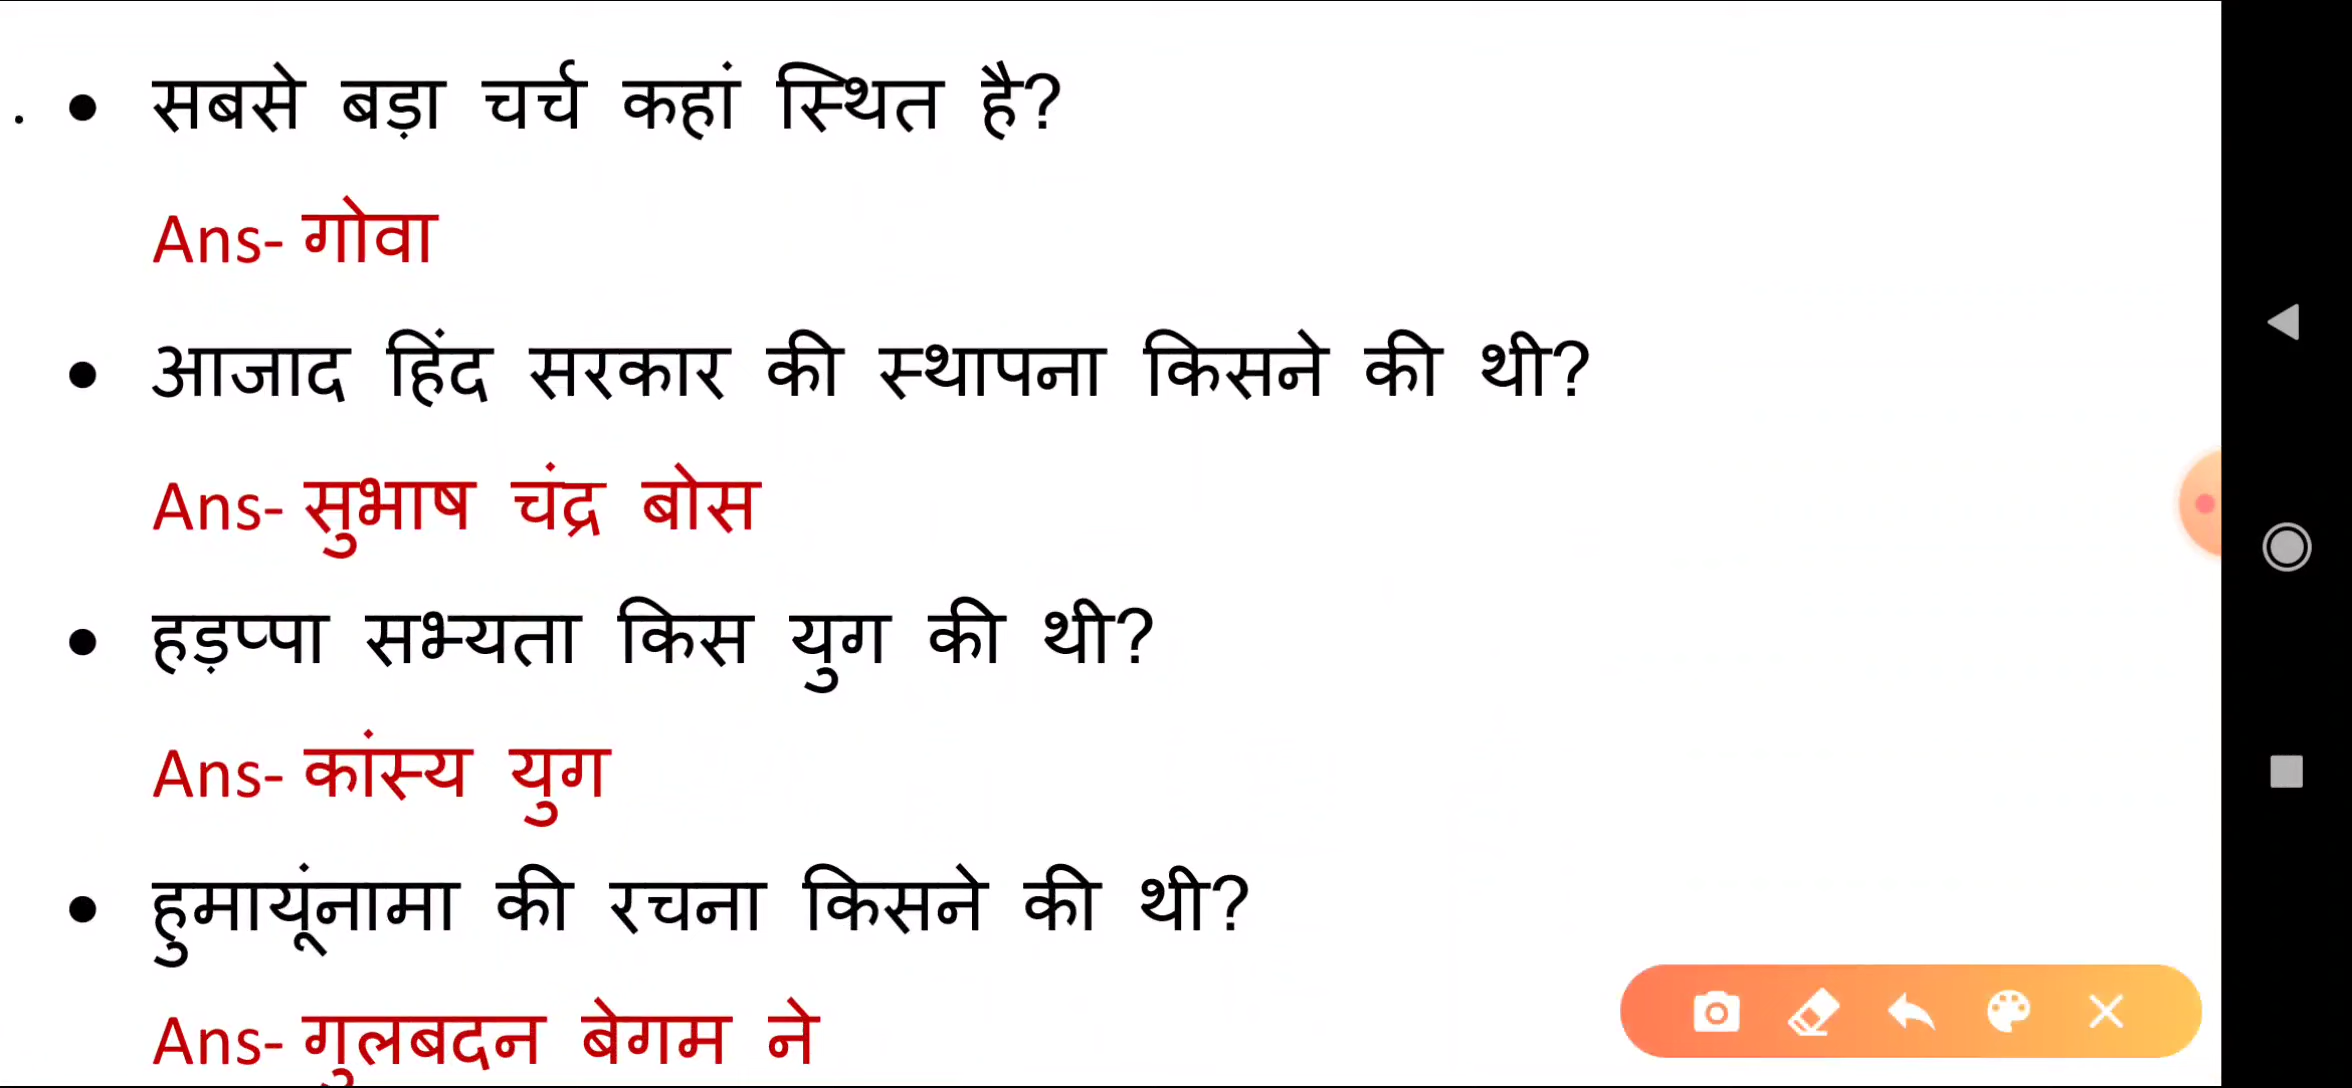 . • सबसे बड़ा चर्च कहां स्थित है?
Ans- गोवा
• आजाद हिंद सरकार की स्थापना किसने की थी?
Ans- सुभाष चंद्र बोस
• हड़प्पा सभ्यता किस युग की थी?
Ans- कांस्य युग
• हुमायूंनामा की रचना किसने की थी?
Ans- गुलबदन बेगम ने